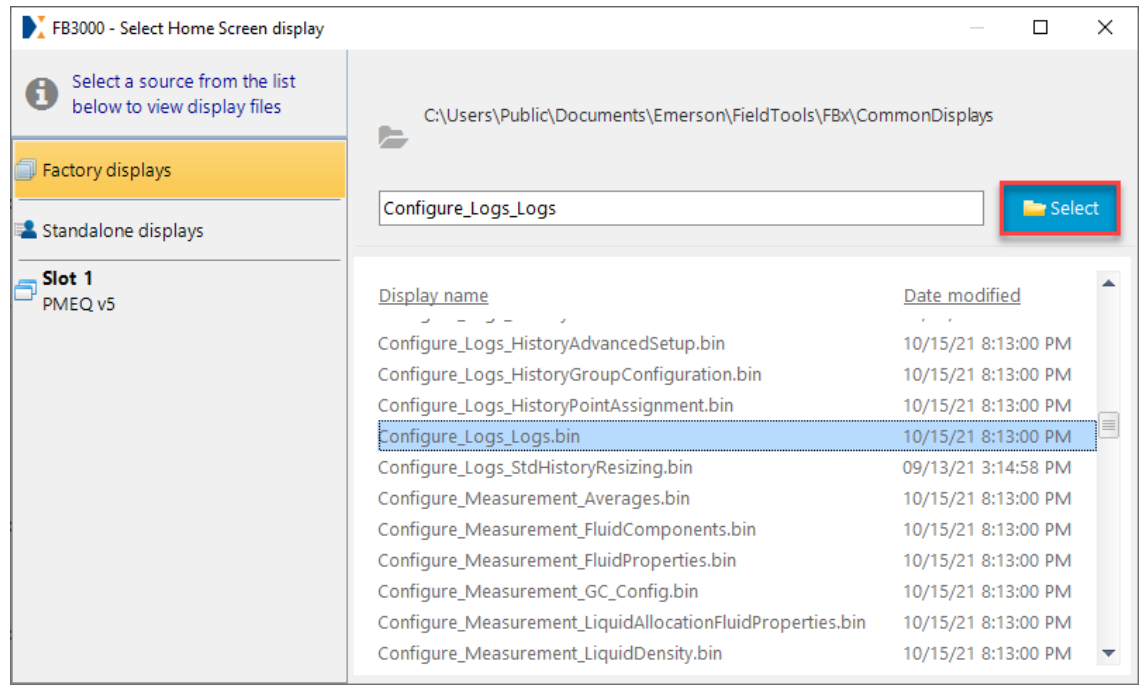 FB3000 - Select Home Screen display
Select a source from the list
below to view display files
Factory displays
Standalone displays
Slot 1
PMEQ v5
C:\Users\Public\Documents\Emerson\FieldTools\FBx\CommonDisplays
Configure_Logs_Logs
Select
Display name Date modified
Configure_Logs_HistoryAdvancedSetup.bin 10/15/21 8:13:00 PM
Configure_Logs_HistoryGroupConfiguration.bin 10/15/21 8:13:00 PM
Configure_Logs_HistoryPointAssignment.bin 10/15/21 8:13:00 PM
Configure_Logs_Logs.bin 10/15/21 8:13:00 PM
Configure_Logs_StdHistoryResizing.bin 09/13/21 3:14:58 PM
Configure_Measurement_Averages.bin 10/15/21 8:13:00 PM
Configure_Measurement_FluidComponents.bin 10/15/21 8:13:00 PM
Configure_Measurement_FluidProperties.bin 10/15/21 8:13:00 PM
Configure_Measurement_GC_Config.bin 10/15/21 8:13:00 PM
Configure_Measurement_LiquidAllocationFluidProperties.bin 10/15/21 8:13:00 PM
Configure_Measurement_LiquidDensity.bin 10/15/21 8:13:00 PM